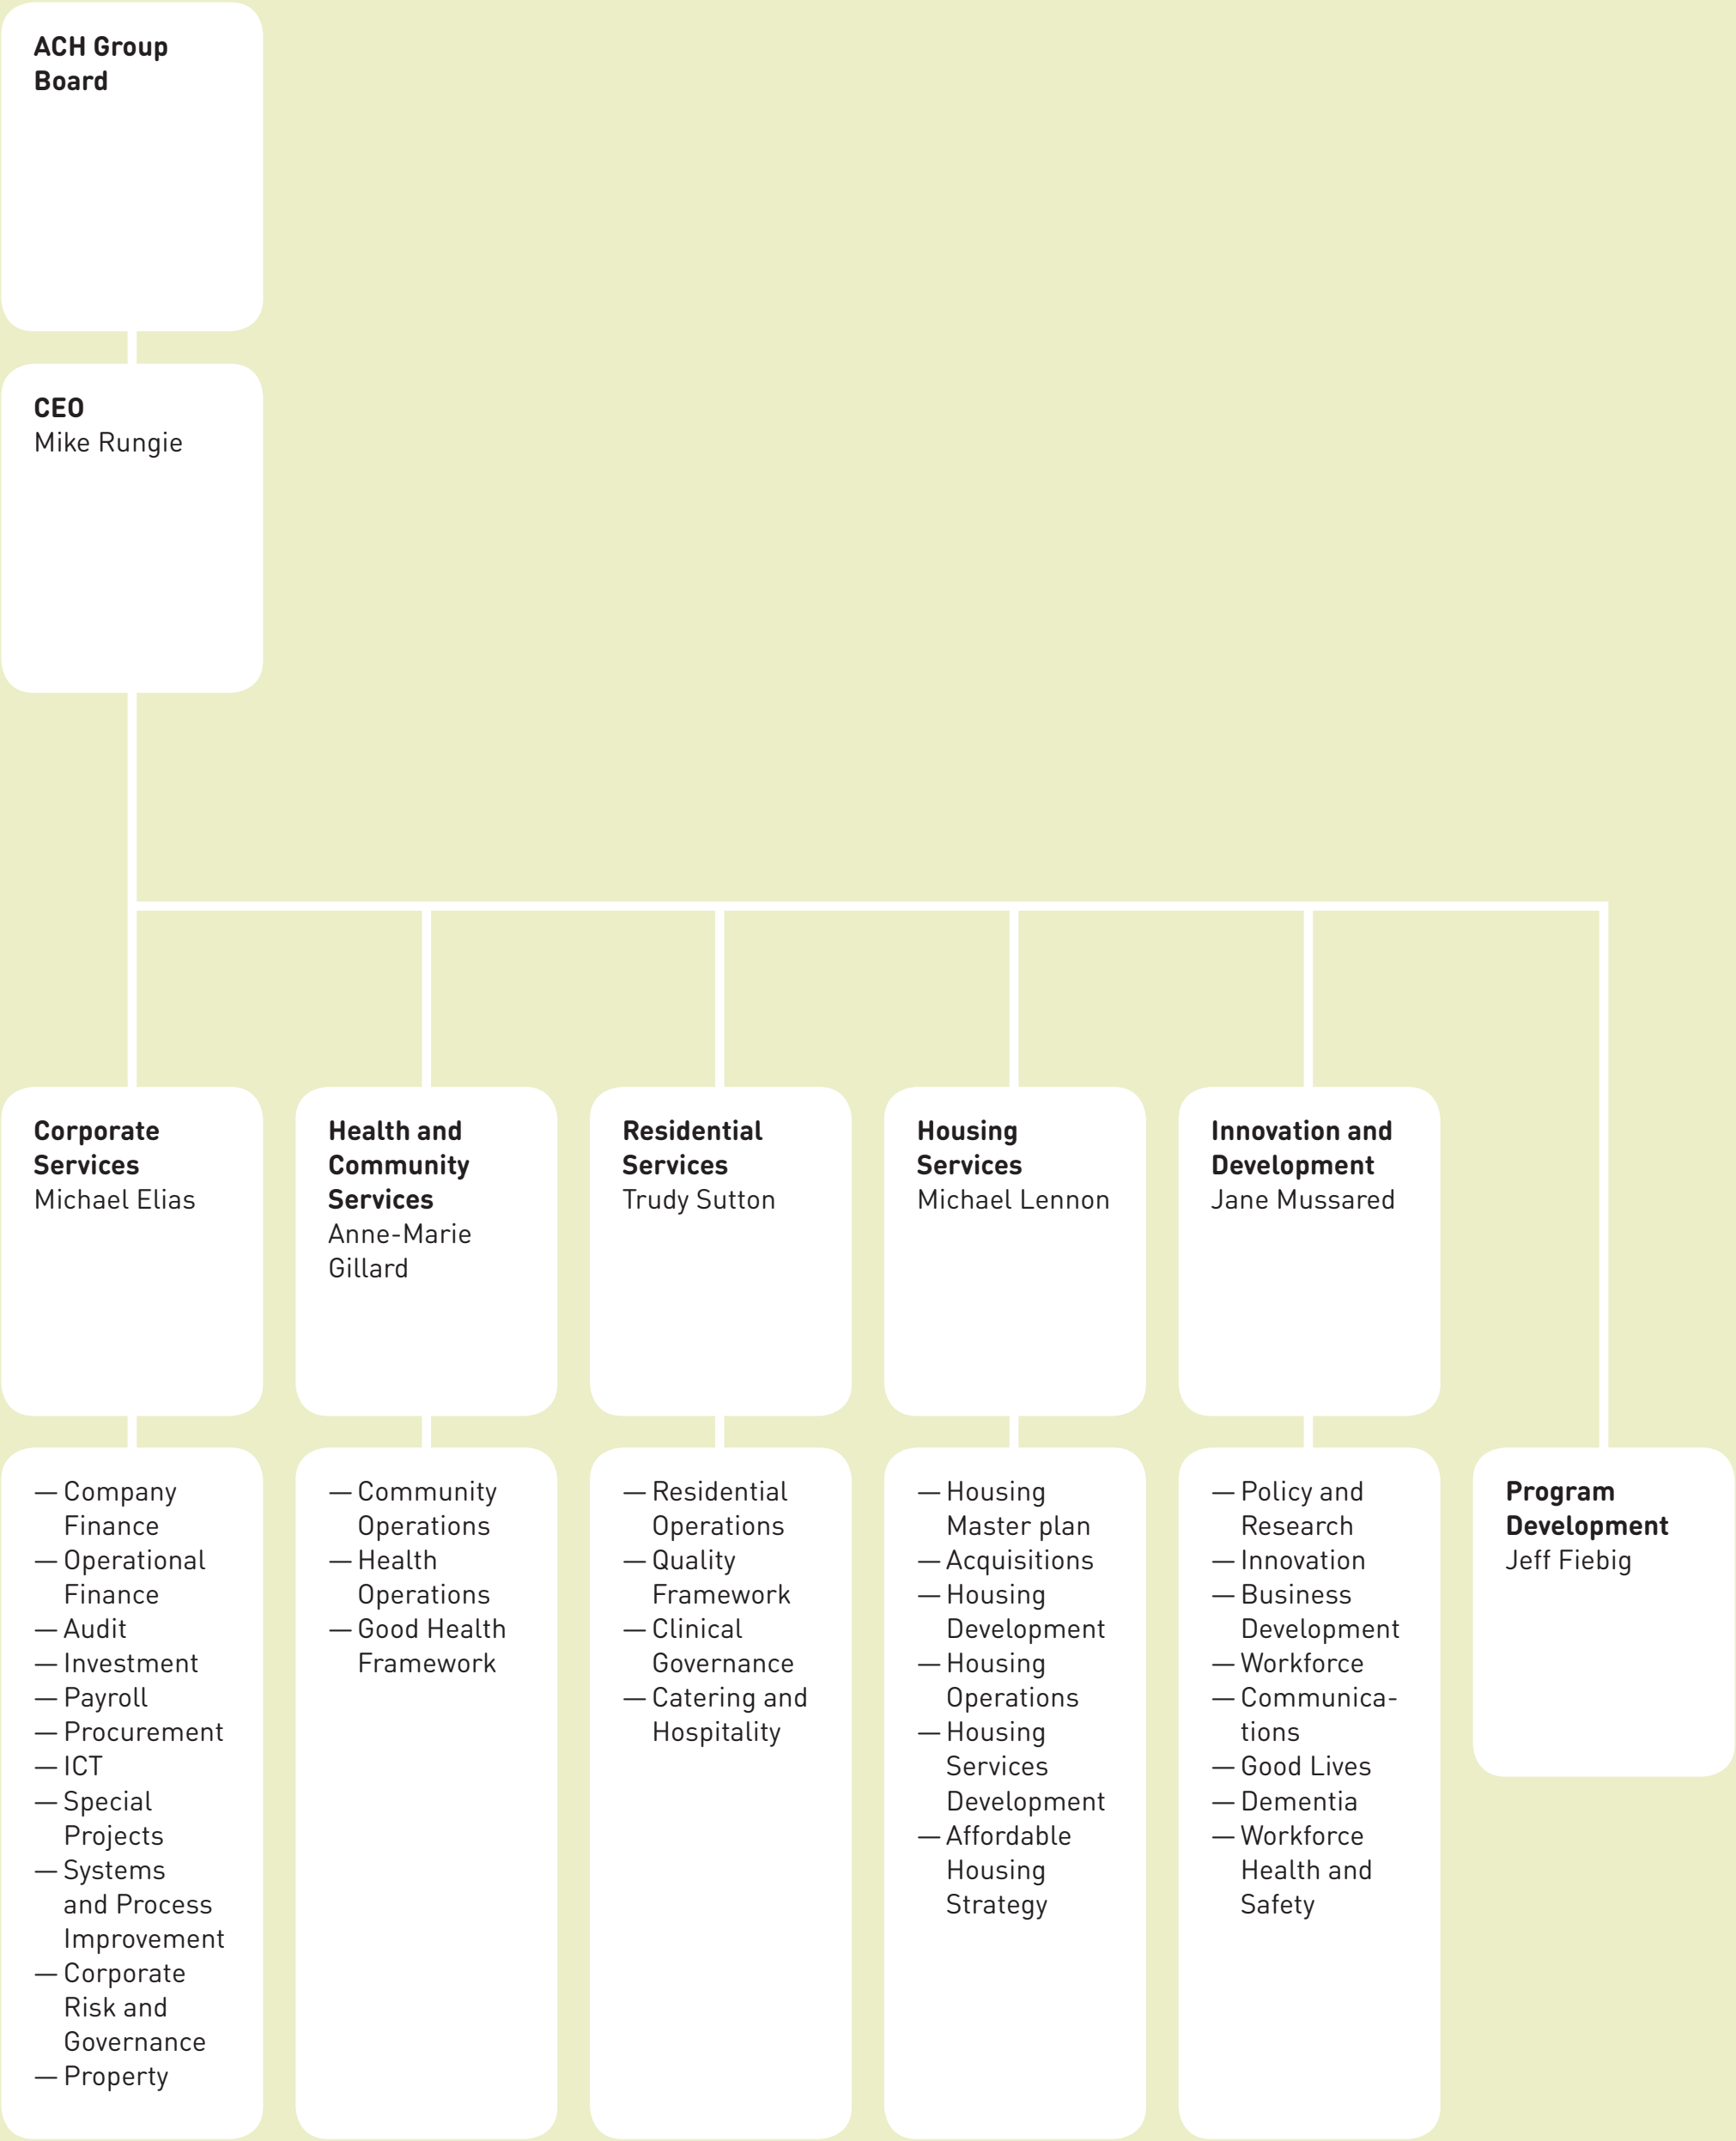 ACH Group
Board
CEO
Mike Rungie
Corporate
Services
Michael Elias
Health and
Community
Services
Anne-Marie
Gillard
Residential
Services
Trudy Sutton
Housing
Services
Michael Lennon
Innovation and
Development
Jane Mussared
— Company
Finance
— Operational
Finance
— Audit
— Investment
— Payroll
— Procurement
— ICT
— Special
Projects
— Systems
and Process
Improvement
— Corporate
Risk and
Governance
— Property
— Community
Operations
— Health
Operations
— Good Health
Framework
— Residential
Operations
— Quality
Framework
— Clinical
Governance
— Catering and
Hospitality
— Housing
Master plan
— Acquisitions
— Housing
Development
— Housing
Operations
— Housing
Services
Development
— Affordable
Housing
Strategy
— Policy and
Research
— Innovation
— Business
Development
— Workforce
— Communica-
tions
— Good Lives
— Dementia
— Workforce
Health and
Safety
Program
Development
Jeff Fiebig